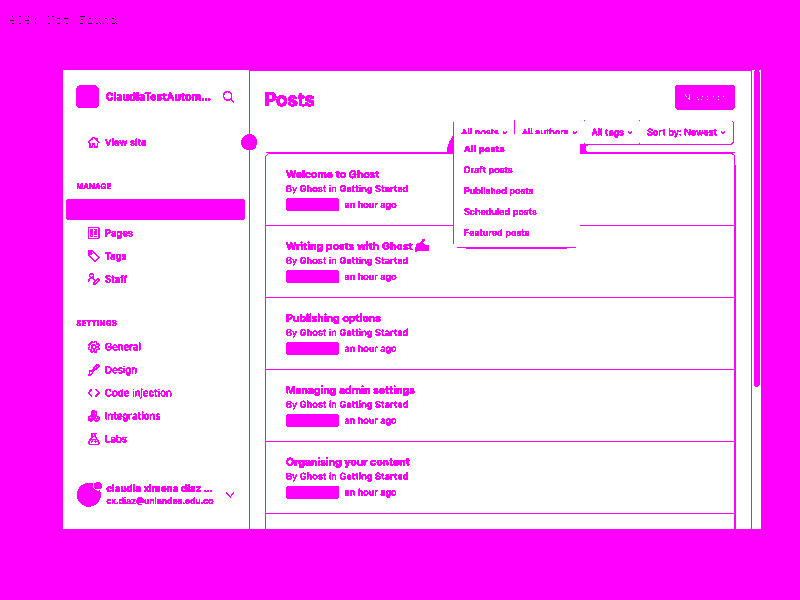 404: Not Found
ClaudiaTestAutom...
Posts
View site
All posts
All authors
All tags
Sort by: Newest
All posts
Draft posts
Published posts
Scheduled posts
Featured posts
MANAGE
Pages
Tags
Staff
SETTINGS
General
Design
Code injection
Integrations
Labs
claudia ximena diaz ...
cx.diaz@uniandes.edu.co
Welcome to Ghost
By Ghost in Getting Started
an hour ago
Writing posts with Ghost ✍️
By Ghost in Getting Started
an hour ago
Publishing options
By Ghost in Getting Started
an hour ago
Managing admin settings
By Ghost in Getting Started
an hour ago
Organising your content
By Ghost in Getting Started
an hour ago